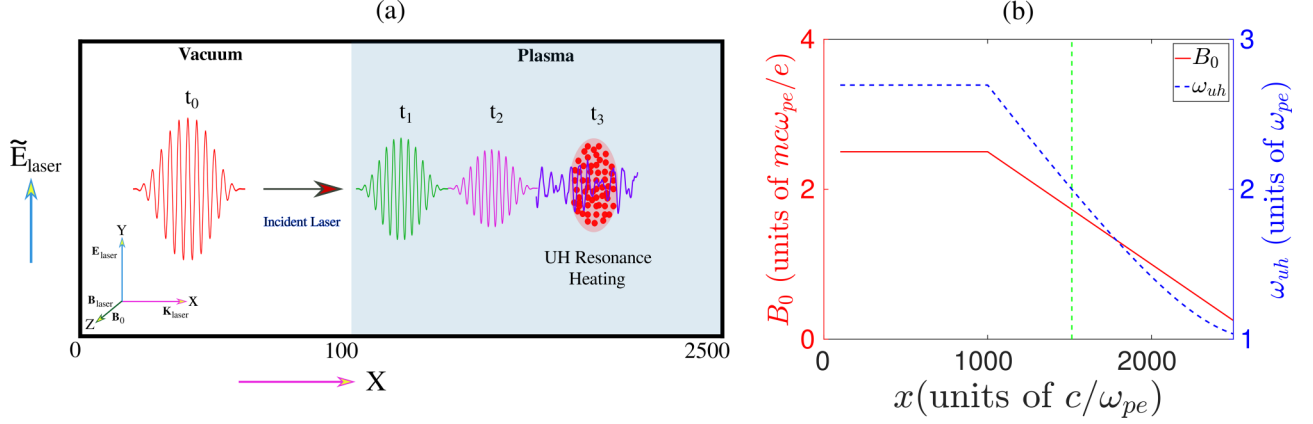 (a)
Vacuum
Plasma
t₀
t₁
t₂
t₃
Ẽlaser
Incident Laser
UH Resonance
Heating
Y
Elaser
X
Blaser
Klaser
Z
B₀
0
100
2500
X
(b)
4
3
B₀
ωuh
2
2
0
1
0
1000
2000
B₀ (units of mcωpe/e)
ωuh (units of ωpe)
x(units of c/ωpe)